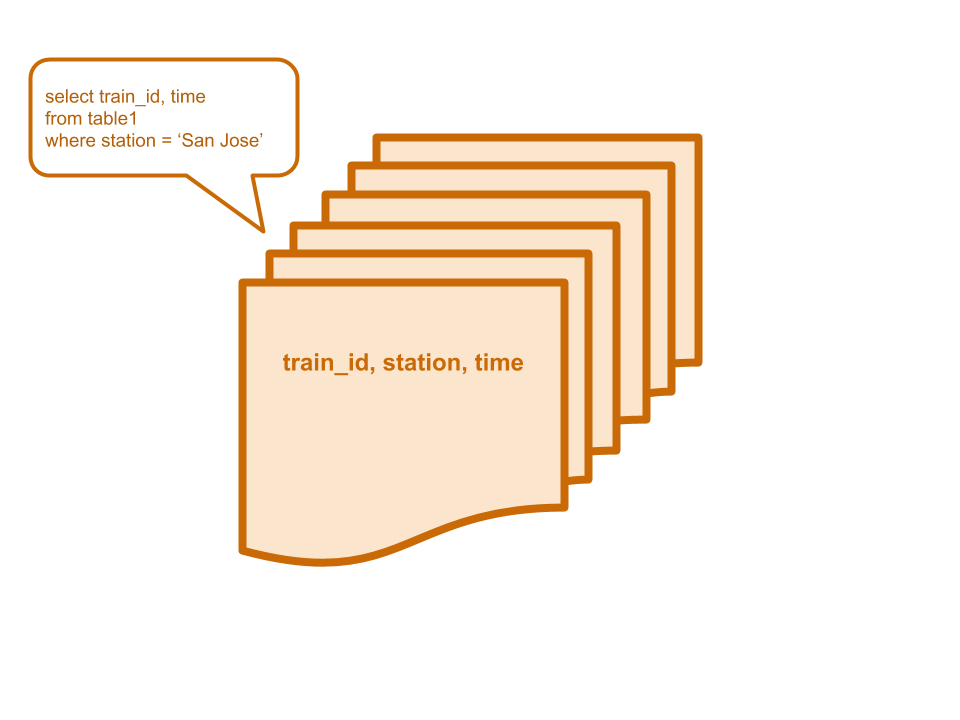 select train_id, time
from table1
where station = ‘San Jose’
train_id, station, time